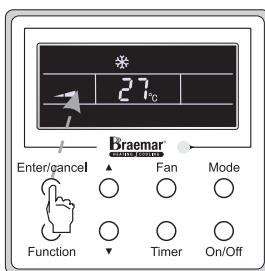 27°C
Braemar
HEATING | COOLING
Enter/cancel ▲ Fan Mode
Function ▼ Timer On/Off